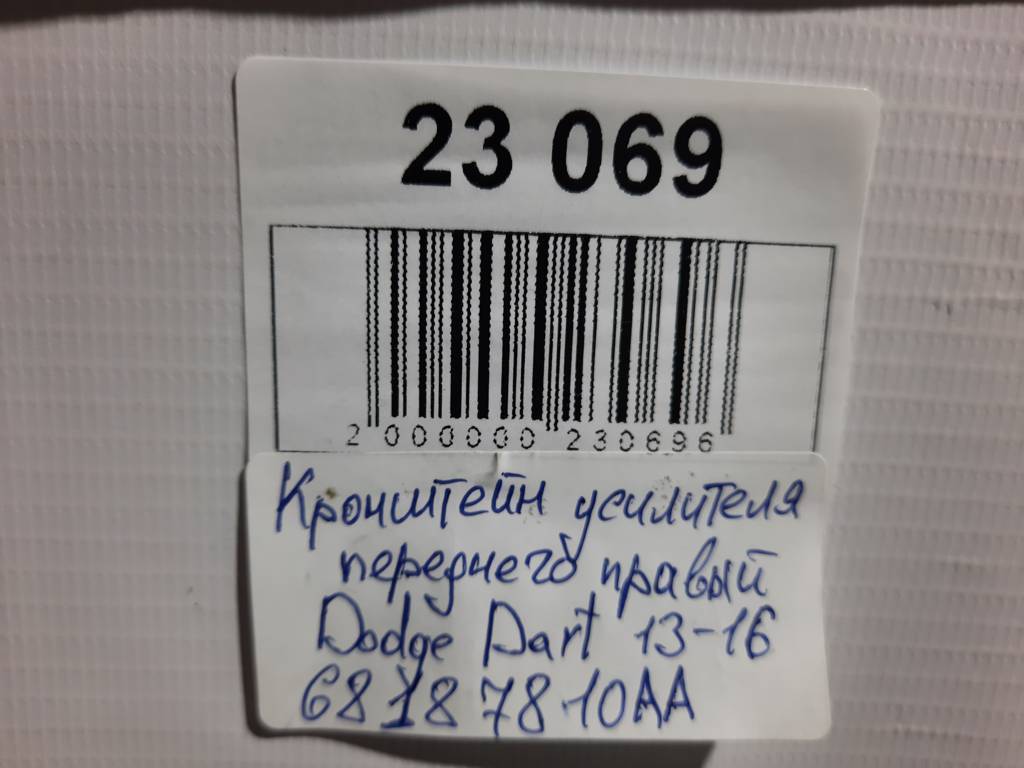 23 069
2 000000 230696
Кронштейн усилителя
переднего правый
Dodge Dart 13-16
68187810AA